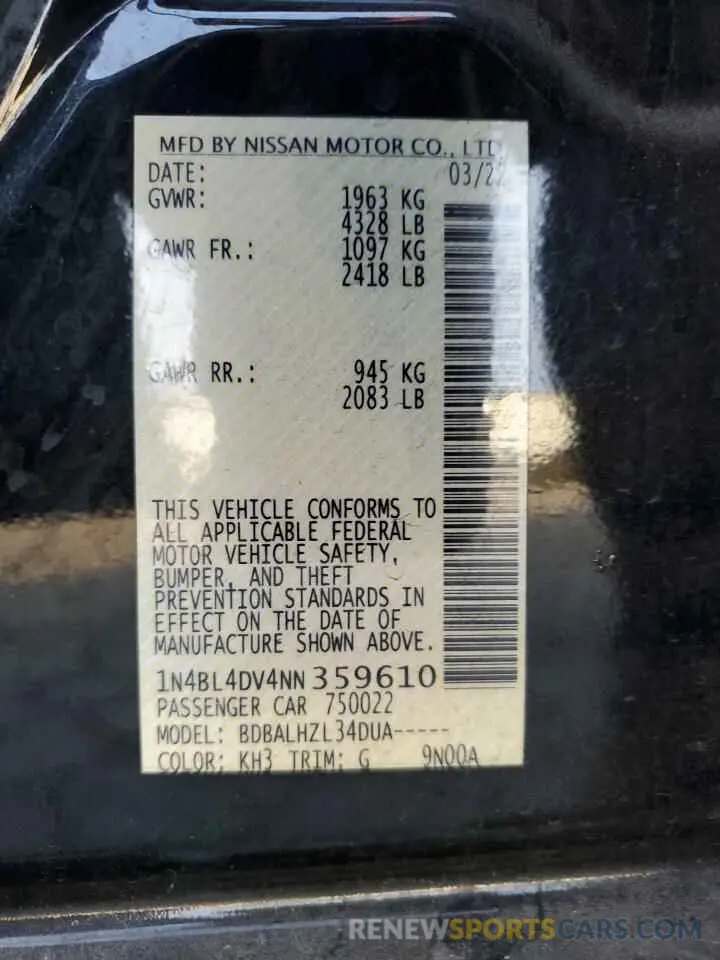 MFD BY NISSAN MOTOR CO., LTD
DATE: 03/22
GVWR: 1963 KG
4328 LB
GAWR FR.: 1097 KG
2418 LB
GAWR RR.: 945 KG
2083 LB
THIS VEHICLE CONFORMS TO
ALL APPLICABLE FEDERAL
MOTOR VEHICLE SAFETY,
BUMPER, AND THEFT
PREVENTION STANDARDS IN
EFFECT ON THE DATE OF
MANUFACTURE SHOWN ABOVE.
1N4BL4DV4NN359610
PASSENGER CAR 750022
MODEL: BDBALHZL34DUA-----
COLOR: KH3 TRIM: G 9N00A
RENEWSPORTSCARS.COM